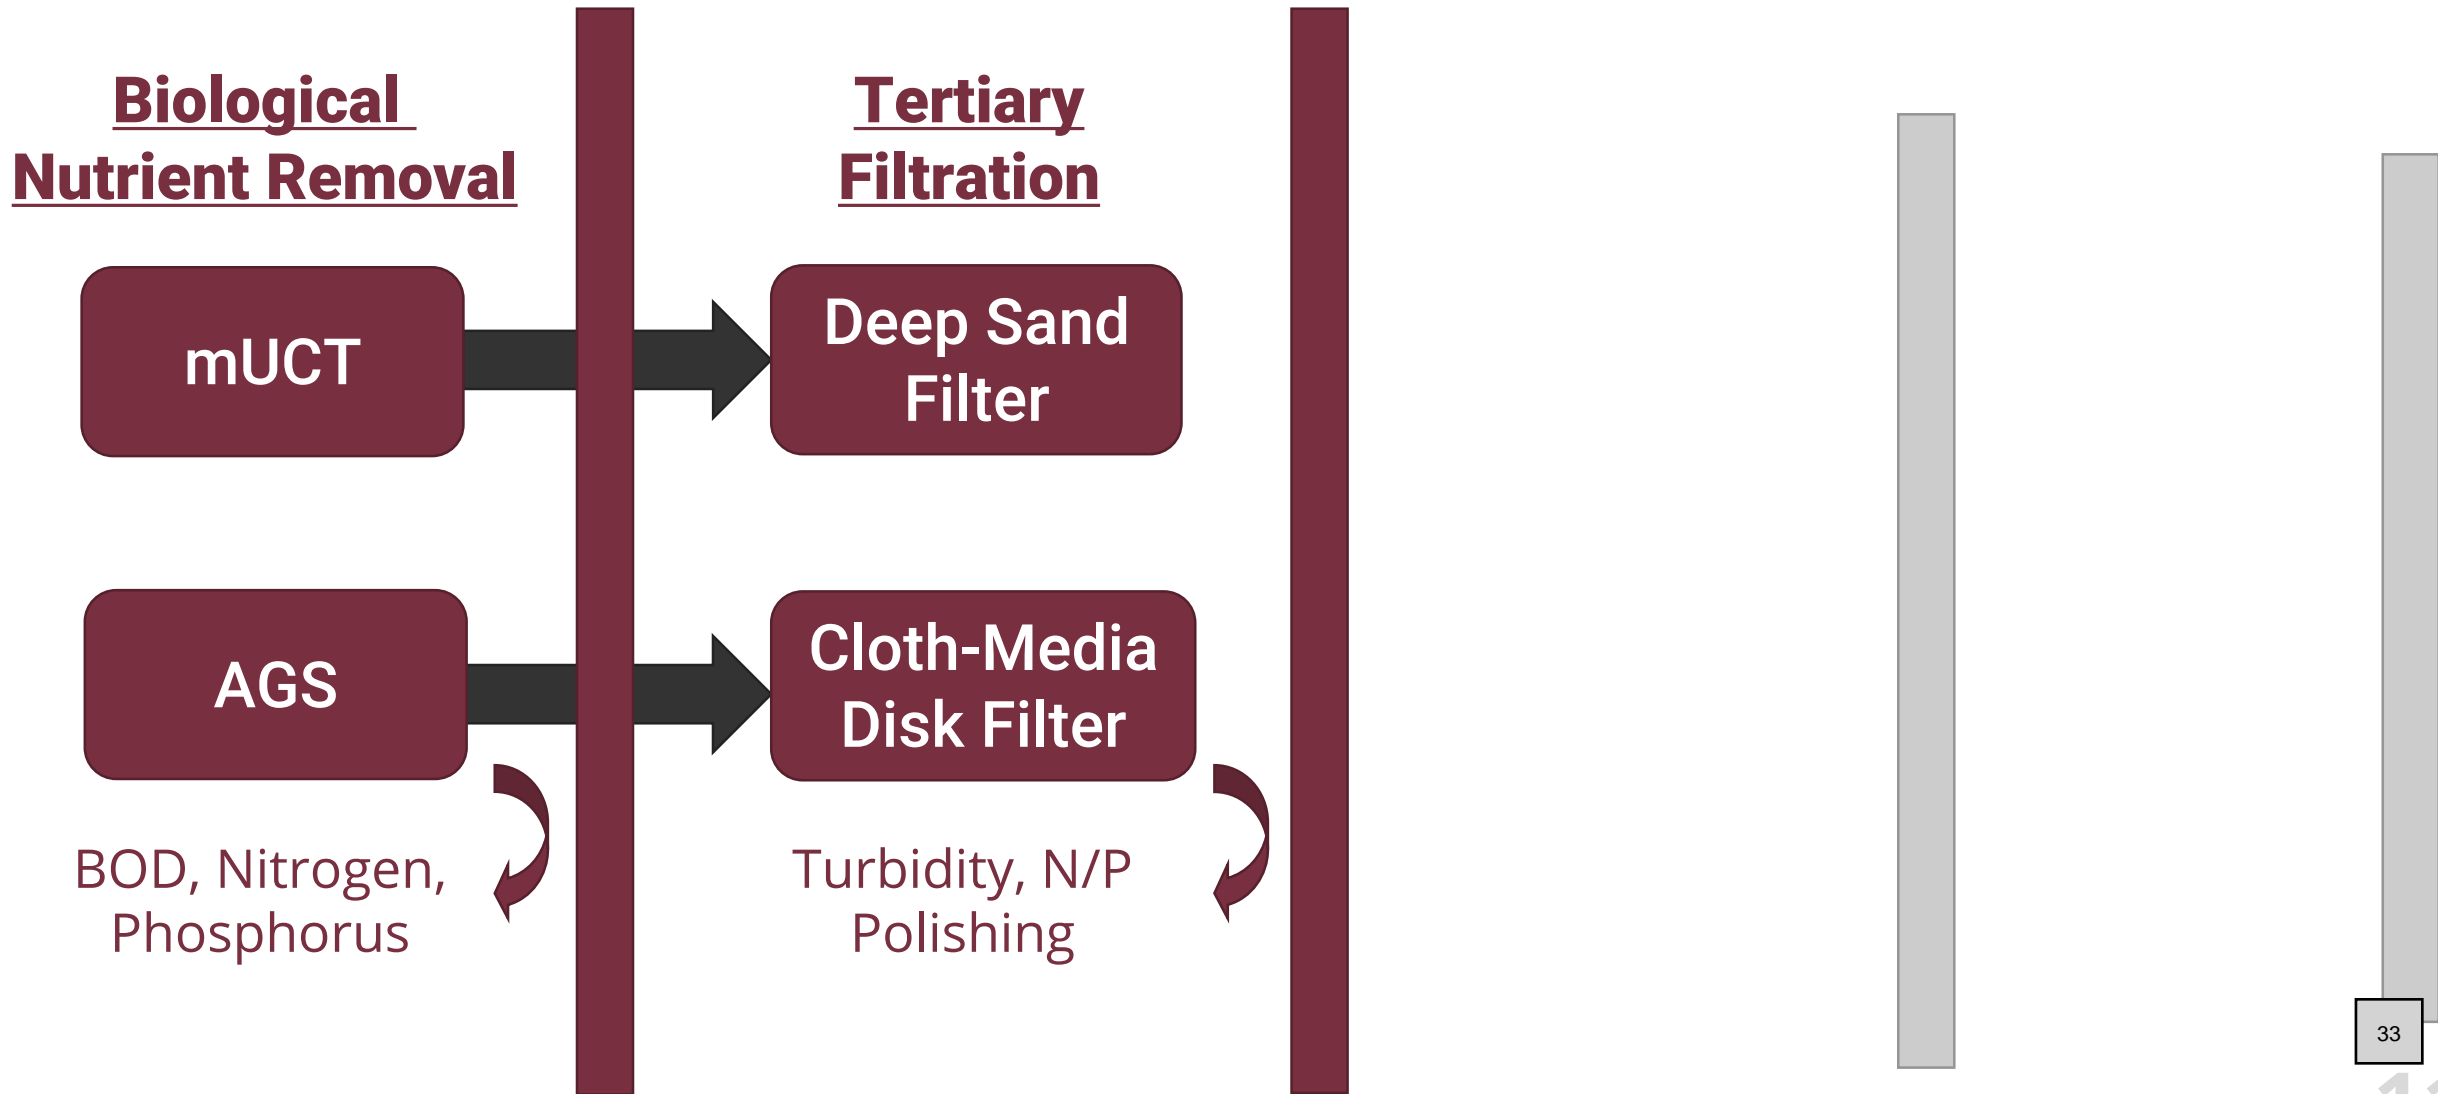 Biological
Nutrient Removal
Tertiary
Filtration
mUCT
Deep Sand
Filter
AGS
Cloth-Media
Disk Filter
BOD, Nitrogen,
Phosphorus
Turbidity, N/P
Polishing
33